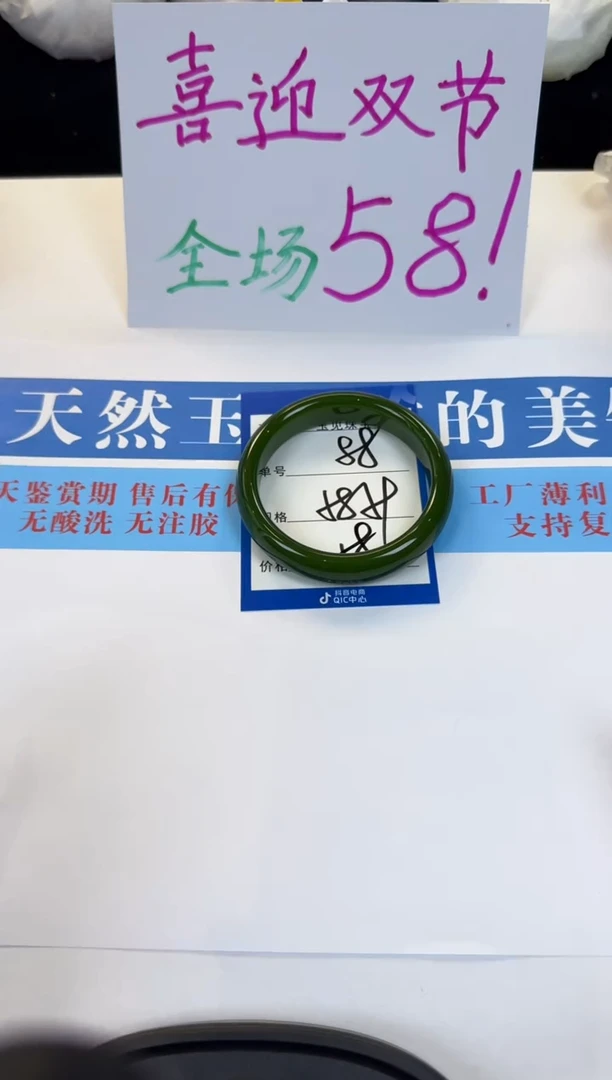 喜迎双节
全场58!
天然玉 的美
天鉴赏期 售后有
无酸洗 无注胶
工厂薄利
支持复
单号 88
格
价格
抖音电商
QIC中心